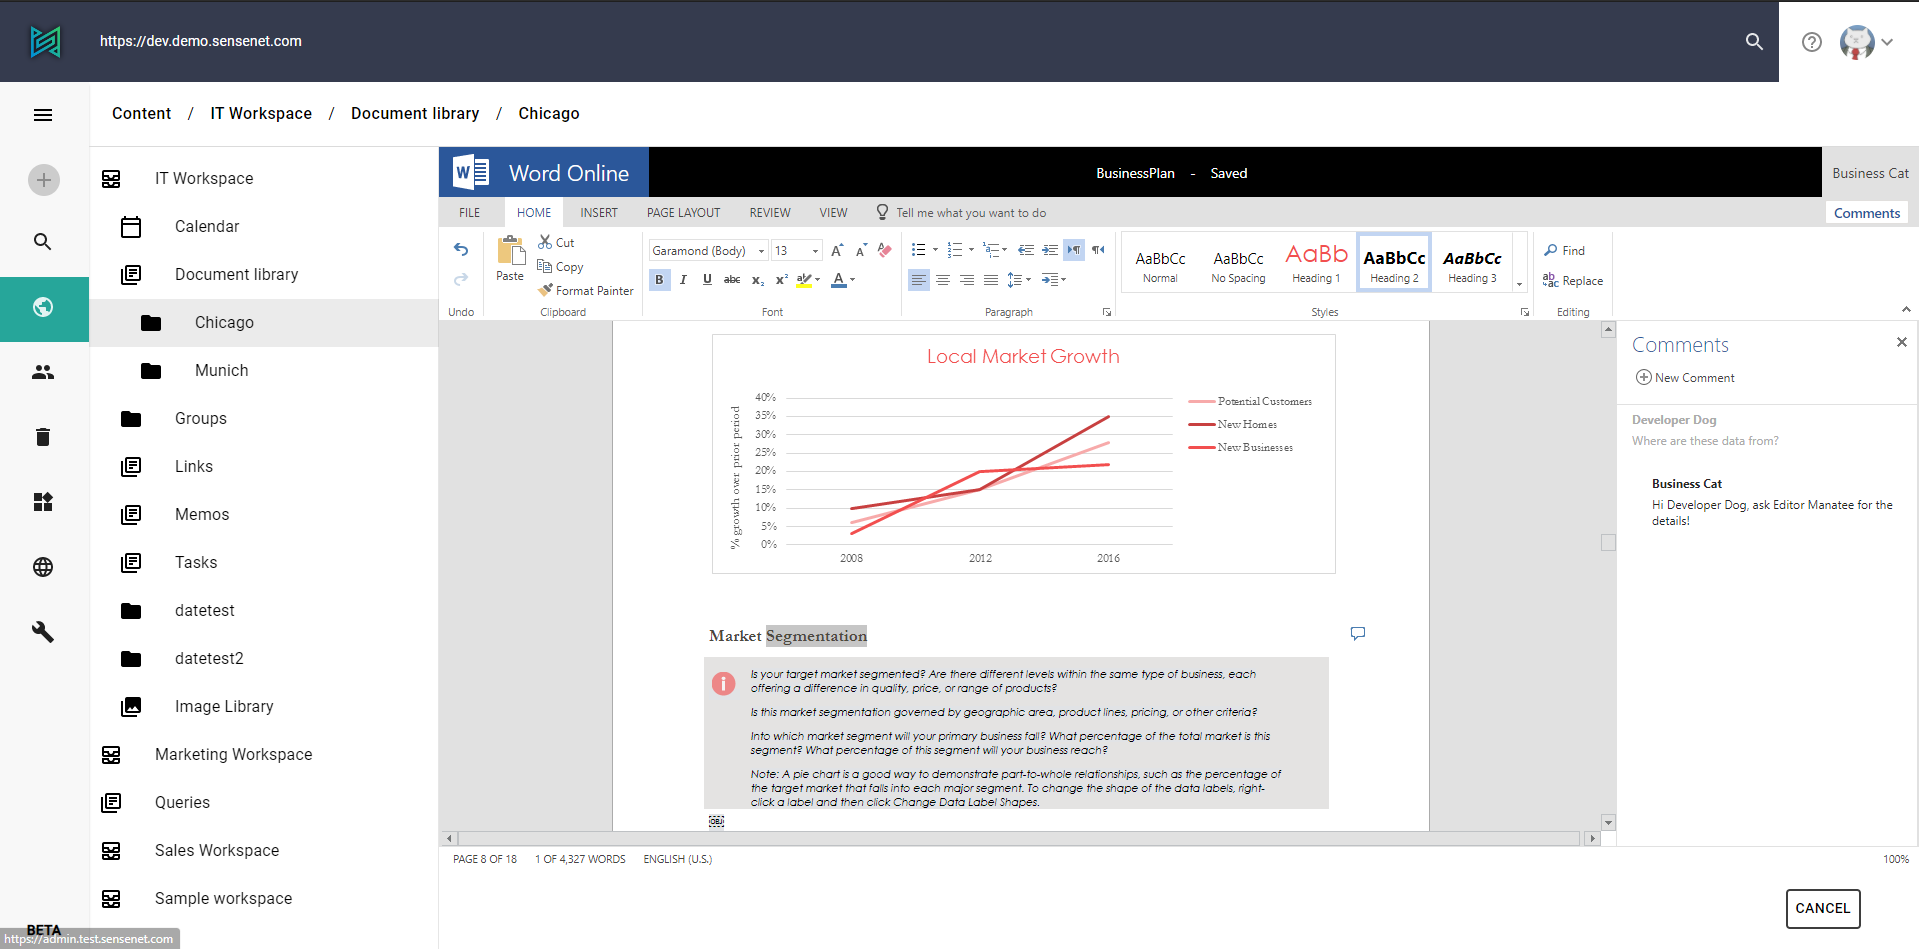 https://dev.demo.sensenet.com
Content / IT Workspace / Document library / Chicago
IT Workspace
Calendar
Document library
Chicago
Munich
Groups
Links
Memos
Tasks
datetest
datetest2
Image Library
Marketing Workspace
Queries
Sales Workspace
Sample workspace
BETA
https://admin.test.sensenet.com
W Word Online
BusinessPlan - Saved
Business Cat
FILE HOME INSERT PAGE LAYOUT REVIEW VIEW Tell me what you want to do
Comments
Undo
Paste
Cut
Copy
Format Painter
Clipboard
Garamond (Body) 13
B I U abc x₂ x² ab A
Font
Paragraph
AaBbCc Normal
AaBbCc No Spacing
AaBb Heading 1
AaBbCc Heading 2
AaBbCc Heading 3
Styles
Find
Replace
Editing
Local Market Growth
% growth over prior period
40%
35%
30%
25%
20%
15%
10%
5%
0%
2008 2012 2016
Potential Customers
New Homes
New Businesses
Market Segmentation
Is your target market segmented? Are there different levels within the same type of business, each
offering a difference in quality, price, or range of products?
Is this market segmentation governed by geographic area, product lines, pricing, or other criteria?
Into which market segment will your primary business fall? What percentage of the total market is this
segment? What percentage of this segment will your business reach?
Note: A pie chart is a good way to demonstrate part-to-whole relationships, such as the percentage of
the target market that falls into each major segment. To change the shape of the data labels, right-
click a label and then click Change Data Label Shapes.
OBJ
Comments
New Comment
Developer Dog
Where are these data from?
Business Cat
Hi Developer Dog, ask Editor Manatee for the
details!
PAGE 8 OF 18 1 OF 4,327 WORDS ENGLISH (U.S.)
100%
CANCEL